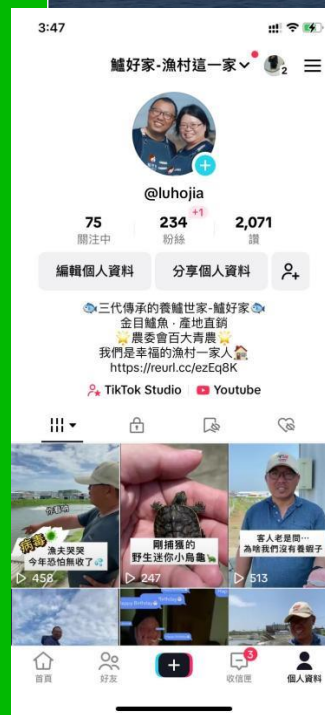 3:47
鱸好家-漁村這一家
2
@luhojia
75 234 +1 2,071
關注中 粉絲 讚
編輯個人資料 分享個人資料
🐟三代傳承的養鱸世家-鱸好家🐟
金目鱸魚 · 產地直銷
🌟農委會百大青農🌟
我們是幸福的漁村一家人🏠
https://reurl.cc/ezEq8K
TikTok Studio Youtube
你看吶
病毒
漁夫哭哭
今年恐怕無收了💦
458
剛捕獲的
野生迷你小烏龜🐢
247
客人老是問…
為啥我們沒有養蝦子
513
3
首頁 好友 收信匣 個人資料